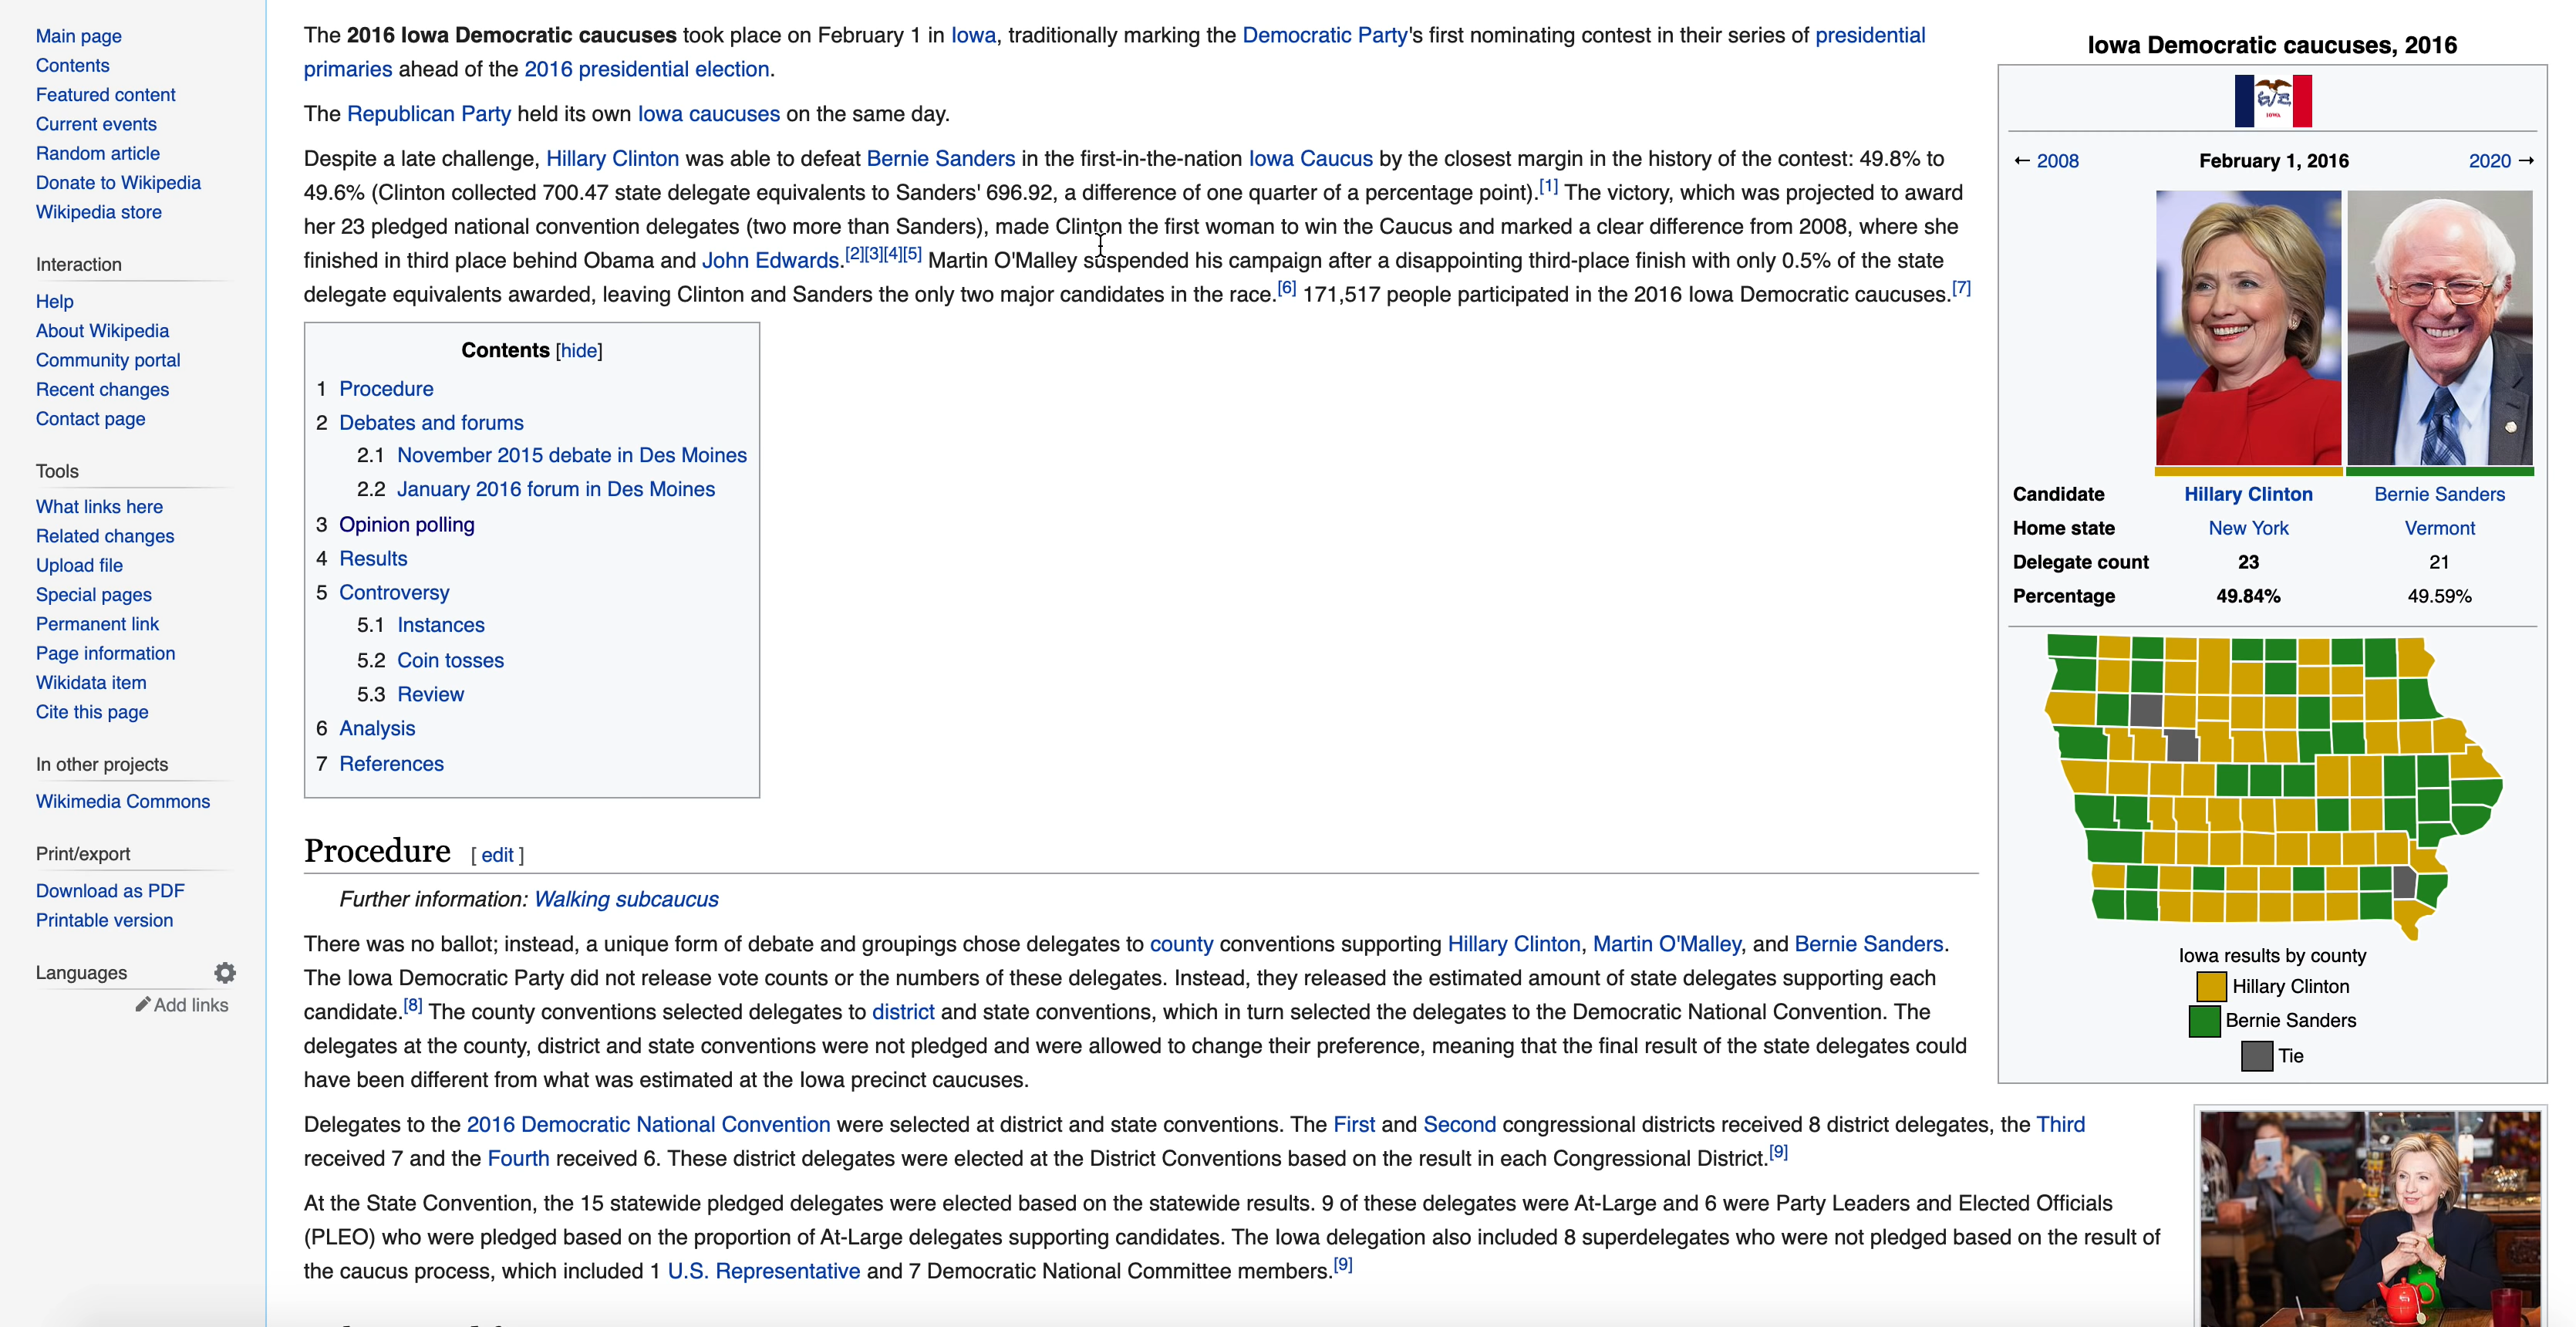 Main page
Contents
Featured content
Current events
Random article
Donate to Wikipedia
Wikipedia store
Interaction
Help
About Wikipedia
Community portal
Recent changes
Contact page
Tools
What links here
Related changes
Upload file
Special pages
Permanent link
Page information
Wikidata item
Cite this page
In other projects
Wikimedia Commons
Print/export
Download as PDF
Printable version
Languages
Add links
The 2016 Iowa Democratic caucuses took place on February 1 in Iowa, traditionally marking the Democratic Party's first nominating contest in their series of presidential
primaries ahead of the 2016 presidential election.
The Republican Party held its own Iowa caucuses on the same day.
Despite a late challenge, Hillary Clinton was able to defeat Bernie Sanders in the first-in-the-nation Iowa Caucus by the closest margin in the history of the contest: 49.8% to
49.6% (Clinton collected 700.47 state delegate equivalents to Sanders' 696.92, a difference of one quarter of a percentage point).[1] The victory, which was projected to award
her 23 pledged national convention delegates (two more than Sanders), made Clinton the first woman to win the Caucus and marked a clear difference from 2008, where she
finished in third place behind Obama and John Edwards.[2][3][4][5] Martin O'Malley suspended his campaign after a disappointing third-place finish with only 0.5% of the state
delegate equivalents awarded, leaving Clinton and Sanders the only two major candidates in the race.[6] 171,517 people participated in the 2016 Iowa Democratic caucuses.[7]
Contents [hide]
1 Procedure
2 Debates and forums
2.1 November 2015 debate in Des Moines
2.2 January 2016 forum in Des Moines
3 Opinion polling
4 Results
5 Controversy
5.1 Instances
5.2 Coin tosses
5.3 Review
6 Analysis
7 References
Procedure [ edit ]
Further information: Walking subcaucus
There was no ballot; instead, a unique form of debate and groupings chose delegates to county conventions supporting Hillary Clinton, Martin O'Malley, and Bernie Sanders.
The Iowa Democratic Party did not release vote counts or the numbers of these delegates. Instead, they released the estimated amount of state delegates supporting each
candidate.[8] The county conventions selected delegates to district and state conventions, which in turn selected the delegates to the Democratic National Convention. The
delegates at the county, district and state conventions were not pledged and were allowed to change their preference, meaning that the final result of the state delegates could
have been different from what was estimated at the Iowa precinct caucuses.
Delegates to the 2016 Democratic National Convention were selected at district and state conventions. The First and Second congressional districts received 8 district delegates, the Third
received 7 and the Fourth received 6. These district delegates were elected at the District Conventions based on the result in each Congressional District.[9]
At the State Convention, the 15 statewide pledged delegates were elected based on the statewide results. 9 of these delegates were At-Large and 6 were Party Leaders and Elected Officials
(PLEO) who were pledged based on the proportion of At-Large delegates supporting candidates. The Iowa delegation also included 8 superdelegates who were not pledged based on the result of
the caucus process, which included 1 U.S. Representative and 7 Democratic National Committee members.[9]
Iowa Democratic caucuses, 2016
IOWA
← 2008 February 1, 2016 2020 →
Candidate Hillary Clinton Bernie Sanders
Home state New York Vermont
Delegate count 23 21
Percentage 49.84% 49.59%
Iowa results by county
Hillary Clinton
Bernie Sanders
Tie